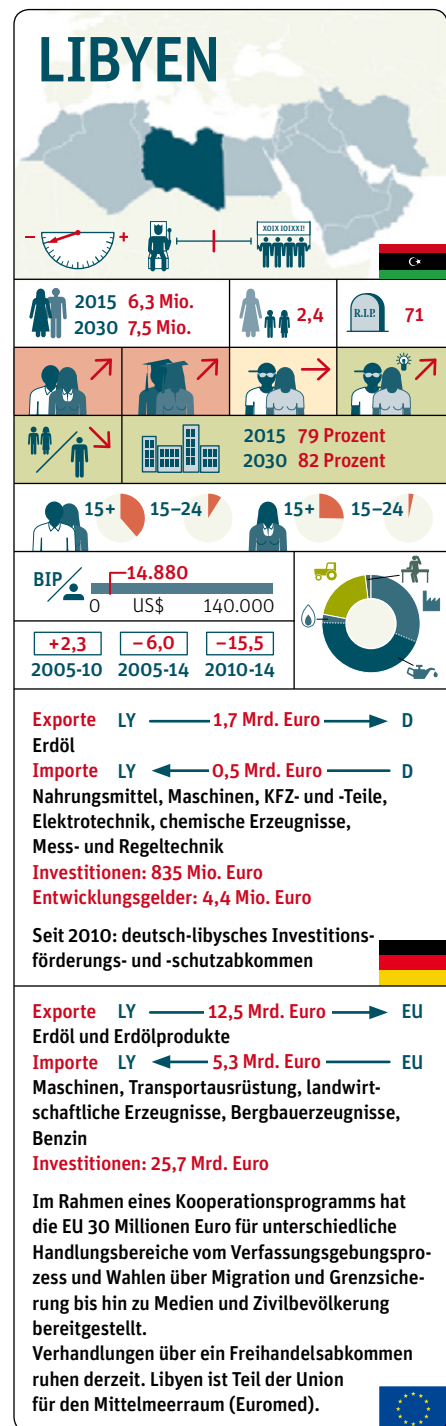 LIBYEN
XOIX IOIXXI!
– +
2015 6,3 Mio.
2030 7,5 Mio.
2,4
R.I.P. 71
2015 79 Prozent
2030 82 Prozent
15+ 15–24
15+ 15–24
BIP/
14.880
0 US$ 140.000
+2,3 –6,0 –15,5
2005-10 2005-14 2010-14
Exporte LY 1,7 Mrd. Euro D
Erdöl
Importe LY 0,5 Mrd. Euro D
Nahrungsmittel, Maschinen, KFZ- und -Teile,
Elektrotechnik, chemische Erzeugnisse,
Mess- und Regeltechnik
Investitionen: 835 Mio. Euro
Entwicklungsgelder: 4,4 Mio. Euro
Seit 2010: deutsch-libysches Investitions-
förderungs- und -schutzabkommen
Exporte LY 12,5 Mrd. Euro EU
Erdöl und Erdölprodukte
Importe LY 5,3 Mrd. Euro EU
Maschinen, Transportausrüstung, landwirt-
schaftliche Erzeugnisse, Bergbauerzeugnisse,
Benzin
Investitionen: 25,7 Mrd. Euro
Im Rahmen eines Kooperationsprogramms hat
die EU 30 Millionen Euro für unterschiedliche
Handlungsbereiche vom Verfassungsgebungspro-
zess und Wahlen über Migration und Grenzsiche-
rung bis hin zu Medien und Zivilbevölkerung
bereitgestellt.
Verhandlungen über ein Freihandelsabkommen
ruhen derzeit. Libyen ist Teil der Union
für den Mittelmeerraum (Euromed).